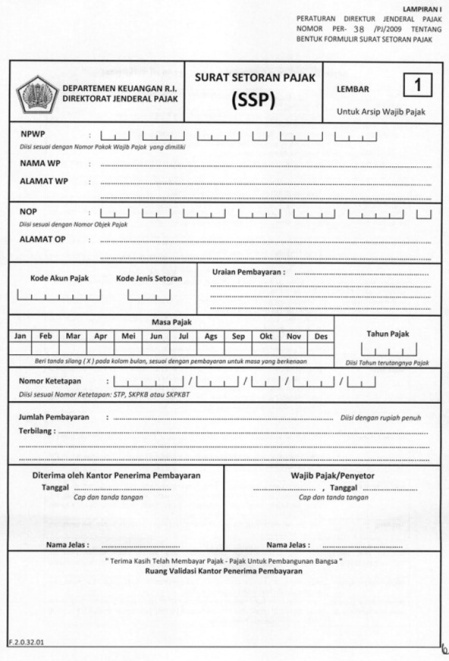 LAMPIRAN I
PERATURAN DIREKTUR JENDERAL PAJAK
NOMOR PER- 38 /PJ/2009 TENTANG
BENTUK FORMULIR SURAT SETORAN PAJAK
DEPARTEMEN KEUANGAN R.I.
DIREKTORAT JENDERAL PAJAK
SURAT SETORAN PAJAK
(SSP)
LEMBAR 1
Untuk Arsip Wajib Pajak
NPWP :
Diisi sesuai dengan Nomor Pokok Wajib Pajak yang dimiliki
NAMA WP :
ALAMAT WP :
NOP :
Diisi sesuai dengan Nomor Objek Pajak
ALAMAT OP :
Kode Akun Pajak Kode Jenis Setoran Uraian Pembayaran :
Masa Pajak
Tahun Pajak
Jan Feb Mar Apr Mei Jun Jul Ags Sep Okt Nov Des
Beri tanda silang ( X ) pada kolom bulan, sesuai dengan pembayaran untuk masa yang berkenaan
Diisi Tahun terutangnya Pajak
Nomor Ketetapan : / / / /
Diisi sesuai Nomor Ketetapan: STP, SKPKB atau SKPKBT
Jumlah Pembayaran : Diisi dengan rupiah penuh
Terbilang :
Diterima oleh Kantor Penerima Pembayaran
Tanggal
Cap dan tanda tangan
Nama Jelas :
Wajib Pajak/Penyetor
, Tanggal
Cap dan tanda tangan
Nama Jelas :
" Terima Kasih Telah Membayar Pajak - Pajak Untuk Pembangunan Bangsa "
Ruang Validasi Kantor Penerima Pembayaran
F.2.0.32.01